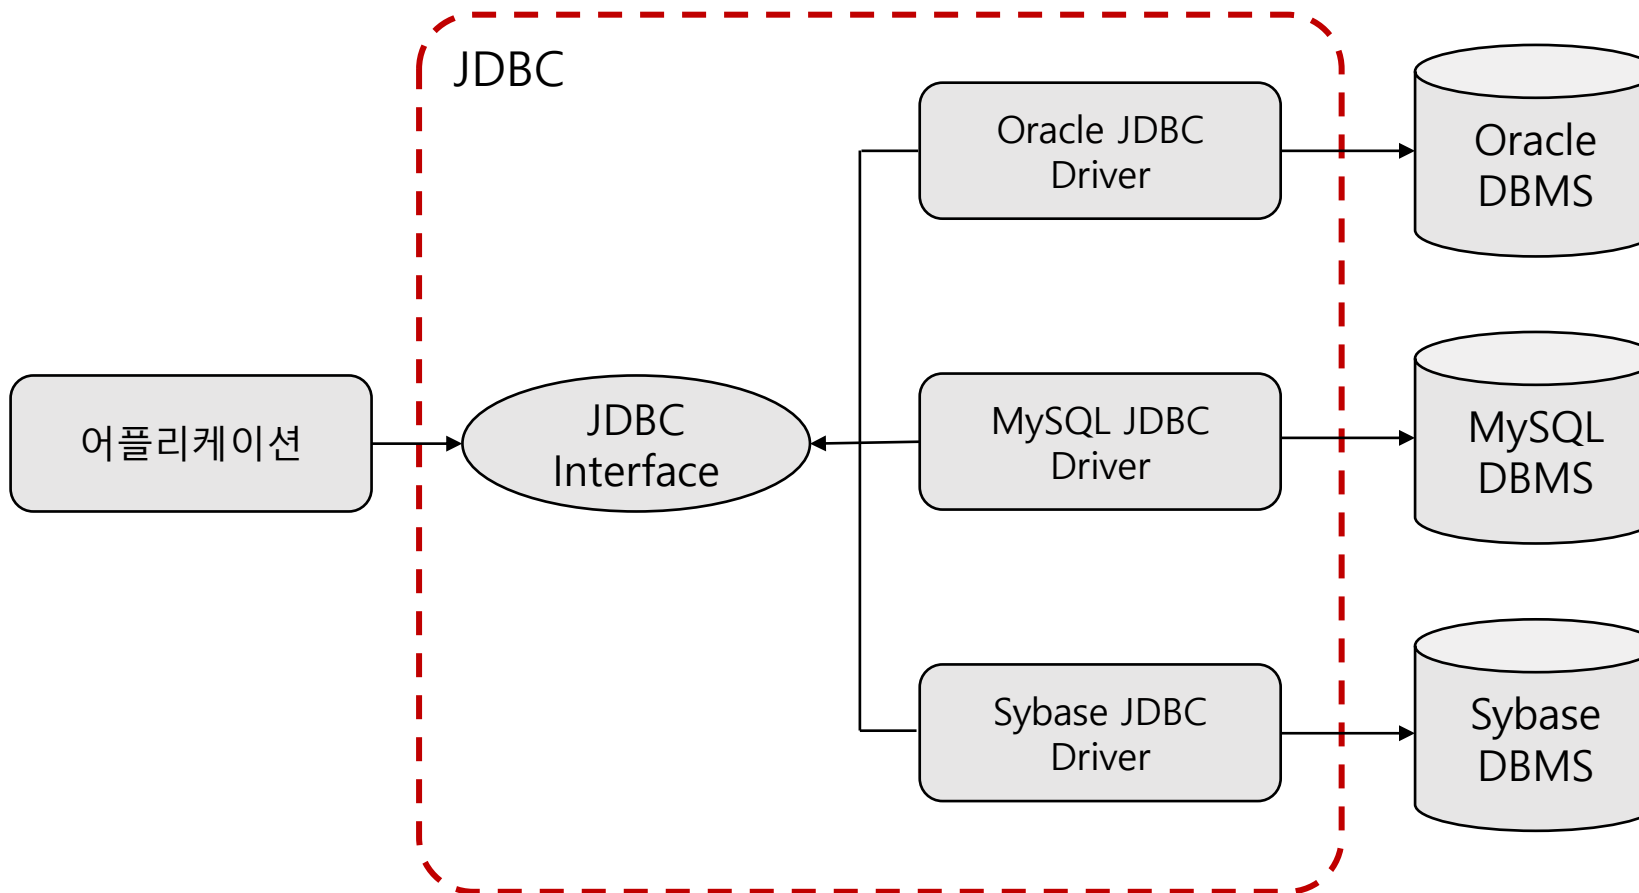 JDBC
어플리케이션
JDBC
Interface
Oracle JDBC
Driver
MySQL JDBC
Driver
Sybase JDBC
Driver
Oracle
DBMS
MySQL
DBMS
Sybase
DBMS